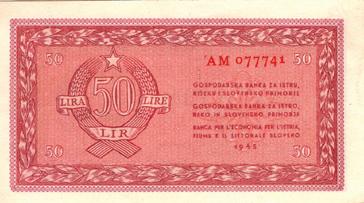 50 50
AM 077741
GOSPODARSKA BANKA ZA ISTRU,
RIJEKU I SLOVENSKO PRIMORJE
GOSPODARSKA BANKA ZA ISTRO,
REKO IN SLOVENSKO PRIMORJE
BANCA PER L'ECONOMIA PER L'ISTRIA,
FIUME E IL LITTORALE SLOVENO
1945
LIRA 50 LIRE
LIR
50 50